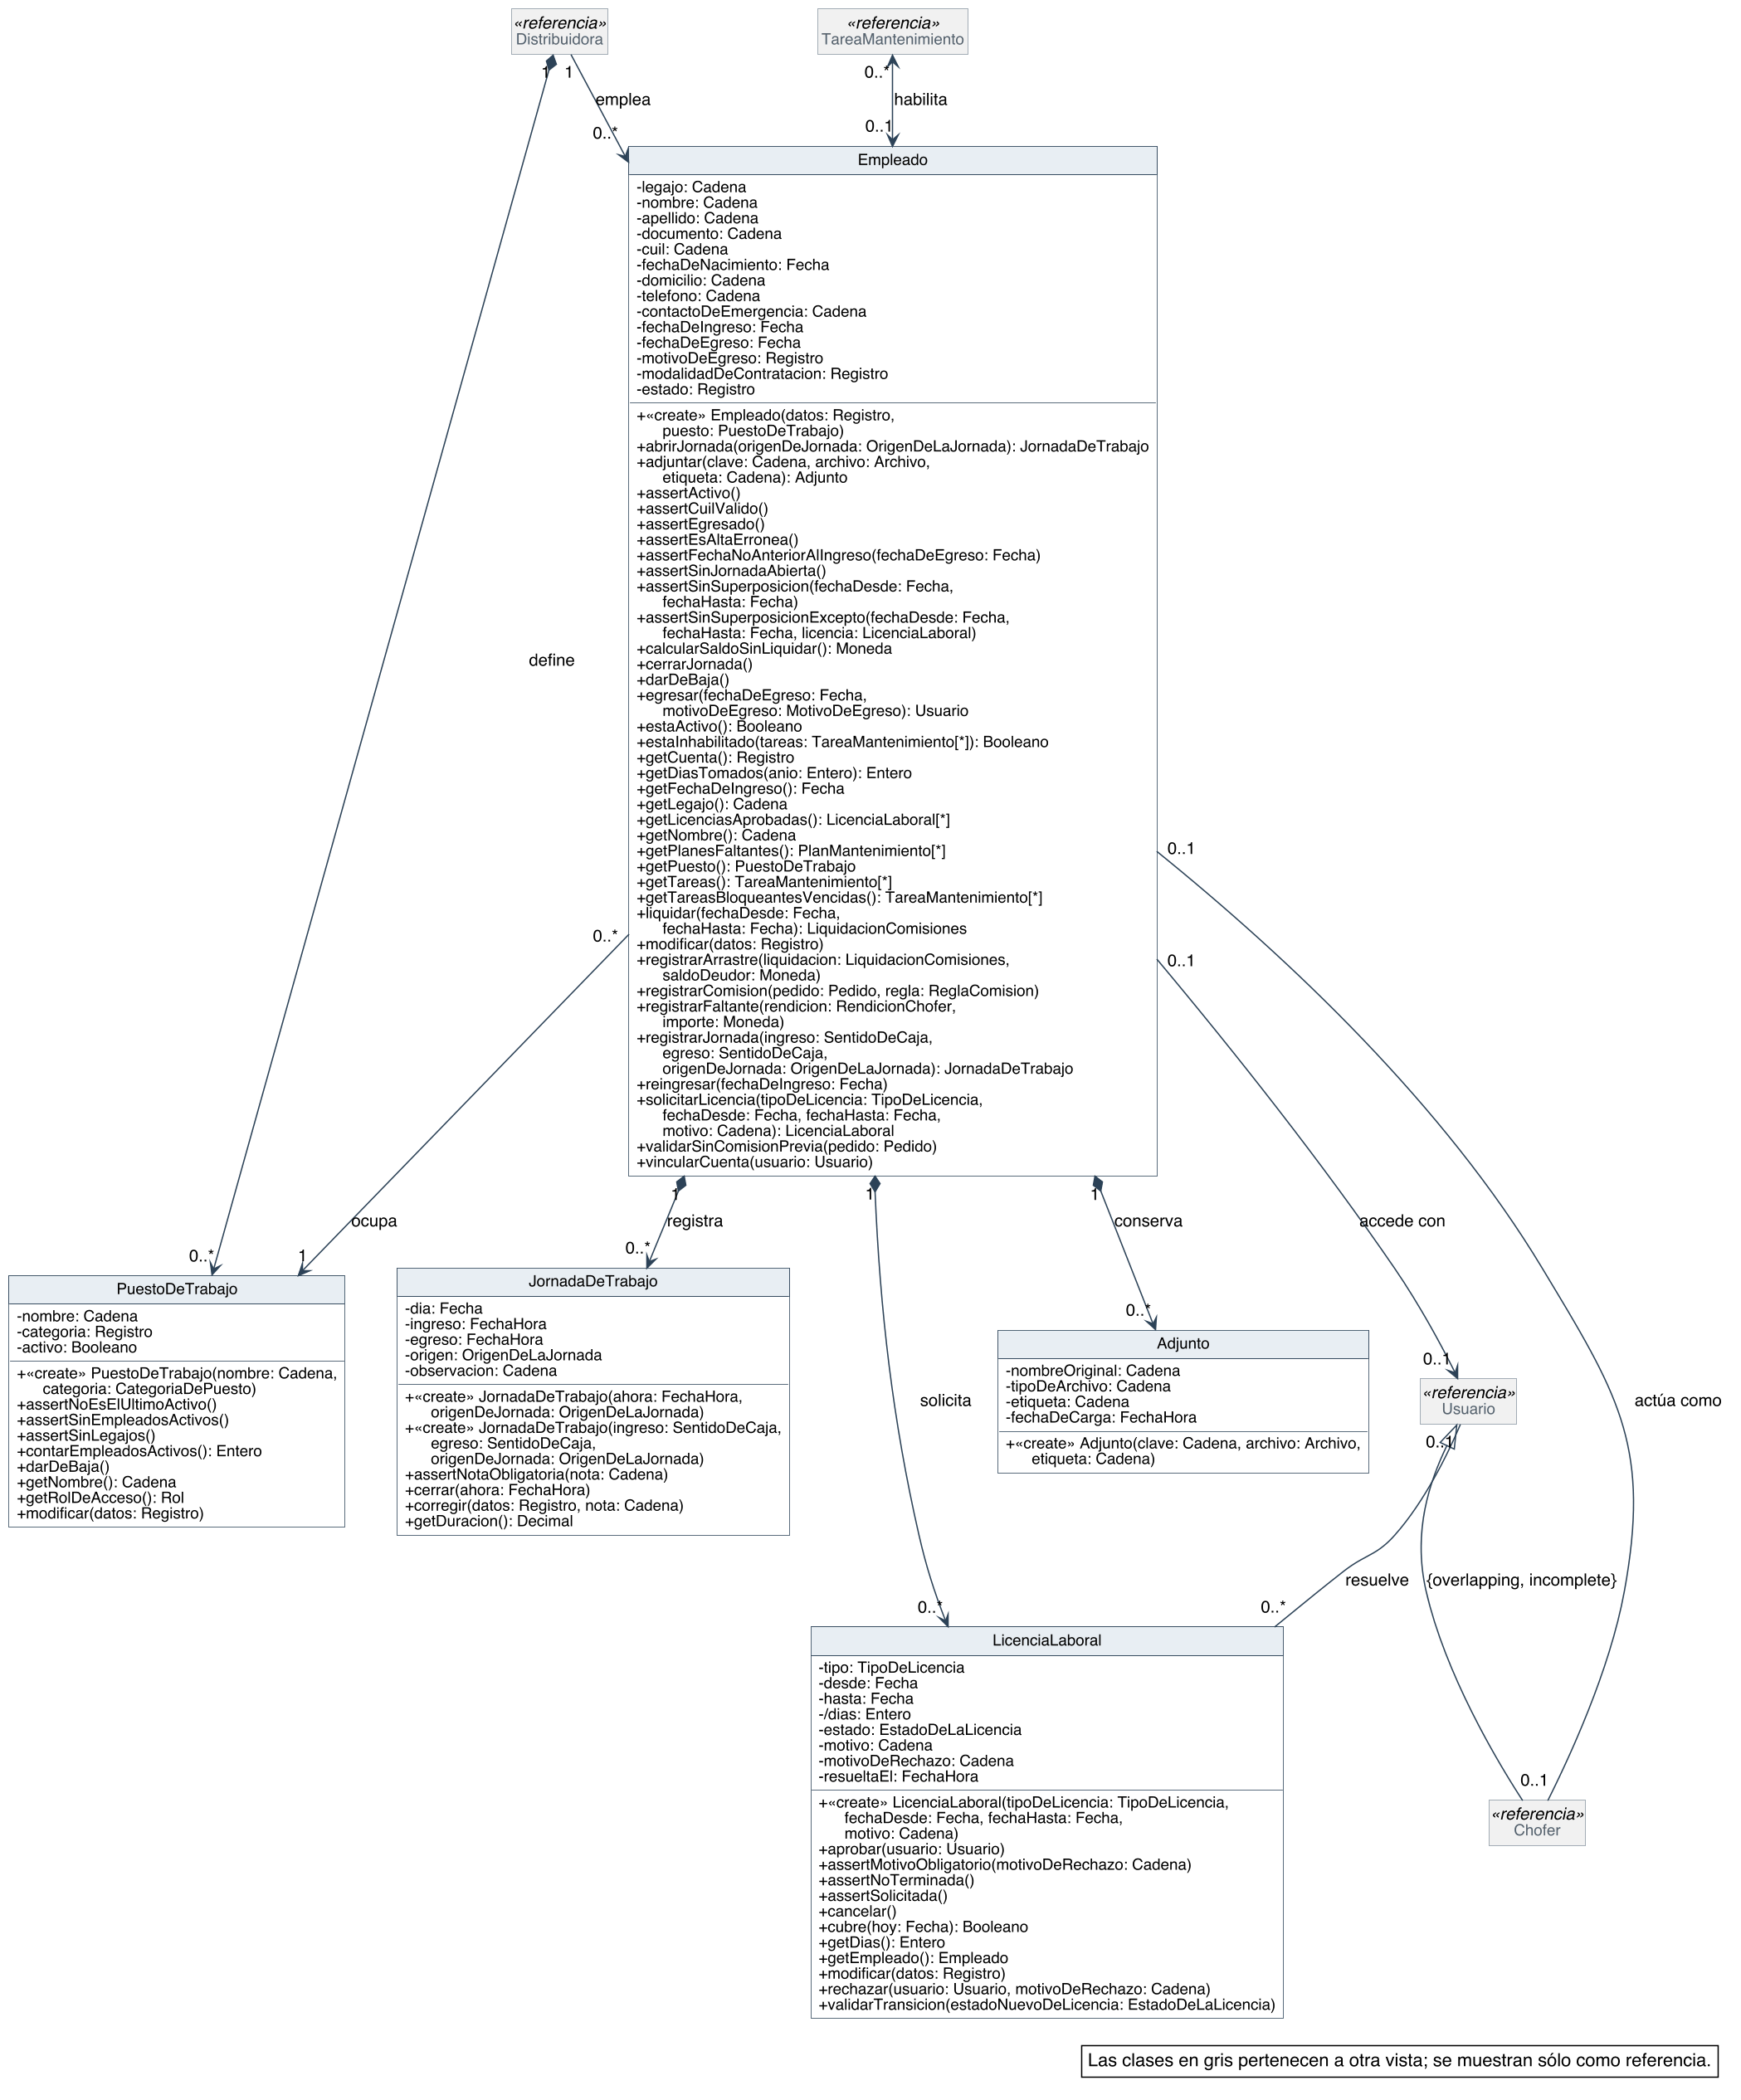 «referencia»
Distribuidora
«referencia»
TareaMantenimiento
1
1
emplea
0..*
0..*
habilita
0..1
Empleado
-legajo: Cadena
-nombre: Cadena
-apellido: Cadena
-documento: Cadena
-cuil: Cadena
-fechaDeNacimiento: Fecha
-domicilio: Cadena
-telefono: Cadena
-contactoDeEmergencia: Cadena
-fechaDeIngreso: Fecha
-fechaDeEgreso: Fecha
-motivoDeEgreso: Registro
-modalidadDeContratacion: Registro
-estado: Registro
+«create» Empleado(datos: Registro,
puesto: PuestoDeTrabajo)
+abrirJornada(origenDeJornada: OrigenDeLaJornada): JornadaDeTrabajo
+adjuntar(clave: Cadena, archivo: Archivo,
etiqueta: Cadena): Adjunto
+assertActivo()
+assertCuilValido()
+assertEgresado()
+assertEsAltaErronea()
+assertFechaNoAnteriorAlIngreso(fechaDeEgreso: Fecha)
+assertSinJornadaAbierta()
+assertSinSuperposicion(fechaDesde: Fecha,
fechaHasta: Fecha)
+assertSinSuperposicionExcepto(fechaDesde: Fecha,
fechaHasta: Fecha, licencia: LicenciaLaboral)
+calcularSaldoSinLiquidar(): Moneda
+cerrarJornada()
+darDeBaja()
+egresar(fechaDeEgreso: Fecha,
motivoDeEgreso: MotivoDeEgreso): Usuario
+estaActivo(): Booleano
+estaInhabilitado(tareas: TareaMantenimiento[*]): Booleano
+getCuenta(): Registro
+getDiasTomados(anio: Entero): Entero
+getFechaDeIngreso(): Fecha
+getLegajo(): Cadena
+getLicenciasAprobadas(): LicenciaLaboral[*]
+getNombre(): Cadena
+getPlanesFaltantes(): PlanMantenimiento[*]
+getPuesto(): PuestoDeTrabajo
+getTareas(): TareaMantenimiento[*]
+getTareasBloqueantesVencidas(): TareaMantenimiento[*]
+liquidar(fechaDesde: Fecha,
fechaHasta: Fecha): LiquidacionComisiones
+modificar(datos: Registro)
+registrarArrastre(liquidacion: LiquidacionComisiones,
saldoDeudor: Moneda)
+registrarComision(pedido: Pedido, regla: ReglaComision)
+registrarFaltante(rendicion: RendicionChofer,
importe: Moneda)
+registrarJornada(ingreso: SentidoDeCaja,
egreso: SentidoDeCaja,
origenDeJornada: OrigenDeLaJornada): JornadaDeTrabajo
+reingresar(fechaDeIngreso: Fecha)
+solicitarLicencia(tipoDeLicencia: TipoDeLicencia,
fechaDesde: Fecha, fechaHasta: Fecha,
motivo: Cadena): LicenciaLaboral
+validarSinComisionPrevia(pedido: Pedido)
+vincularCuenta(usuario: Usuario)
define
0..*
0..1
0..1
1
1
1
ocupa
registra
conserva
accede con
0..*
1
0..*
0..*
0..1
PuestoDeTrabajo
-nombre: Cadena
-categoria: Registro
-activo: Booleano
+«create» PuestoDeTrabajo(nombre: Cadena,
categoria: CategoriaDePuesto)
+assertNoEsElUltimoActivo()
+assertSinEmpleadosActivos()
+assertSinLegajos()
+contarEmpleadosActivos(): Entero
+darDeBaja()
+getNombre(): Cadena
+getRolDeAcceso(): Rol
+modificar(datos: Registro)
JornadaDeTrabajo
-dia: Fecha
-ingreso: FechaHora
-egreso: FechaHora
-origen: OrigenDeLaJornada
-observacion: Cadena
+«create» JornadaDeTrabajo(ahora: FechaHora,
origenDeJornada: OrigenDeLaJornada)
+«create» JornadaDeTrabajo(ingreso: SentidoDeCaja,
egreso: SentidoDeCaja,
origenDeJornada: OrigenDeLaJornada)
+assertNotaObligatoria(nota: Cadena)
+cerrar(ahora: FechaHora)
+corregir(datos: Registro, nota: Cadena)
+getDuracion(): Decimal
solicita
Adjunto
-nombreOriginal: Cadena
-tipoDeArchivo: Cadena
-etiqueta: Cadena
-fechaDeCarga: FechaHora
+«create» Adjunto(clave: Cadena, archivo: Archivo,
etiqueta: Cadena)
«referencia»
Usuario
actúa como
0..1
resuelve
{overlapping, incomplete}
0..*
0..*
LicenciaLaboral
-tipo: TipoDeLicencia
-desde: Fecha
-hasta: Fecha
-/dias: Entero
-estado: EstadoDeLaLicencia
-motivo: Cadena
-motivoDeRechazo: Cadena
-resueltaEl: FechaHora
+«create» LicenciaLaboral(tipoDeLicencia: TipoDeLicencia,
fechaDesde: Fecha, fechaHasta: Fecha,
motivo: Cadena)
+aprobar(usuario: Usuario)
+assertMotivoObligatorio(motivoDeRechazo: Cadena)
+assertNoTerminada()
+assertSolicitada()
+cancelar()
+cubre(hoy: Fecha): Booleano
+getDias(): Entero
+getEmpleado(): Empleado
+modificar(datos: Registro)
+rechazar(usuario: Usuario, motivoDeRechazo: Cadena)
+validarTransicion(estadoNuevoDeLicencia: EstadoDeLaLicencia)
0..1
«referencia»
Chofer
Las clases en gris pertenecen a otra vista; se muestran sólo como referencia.